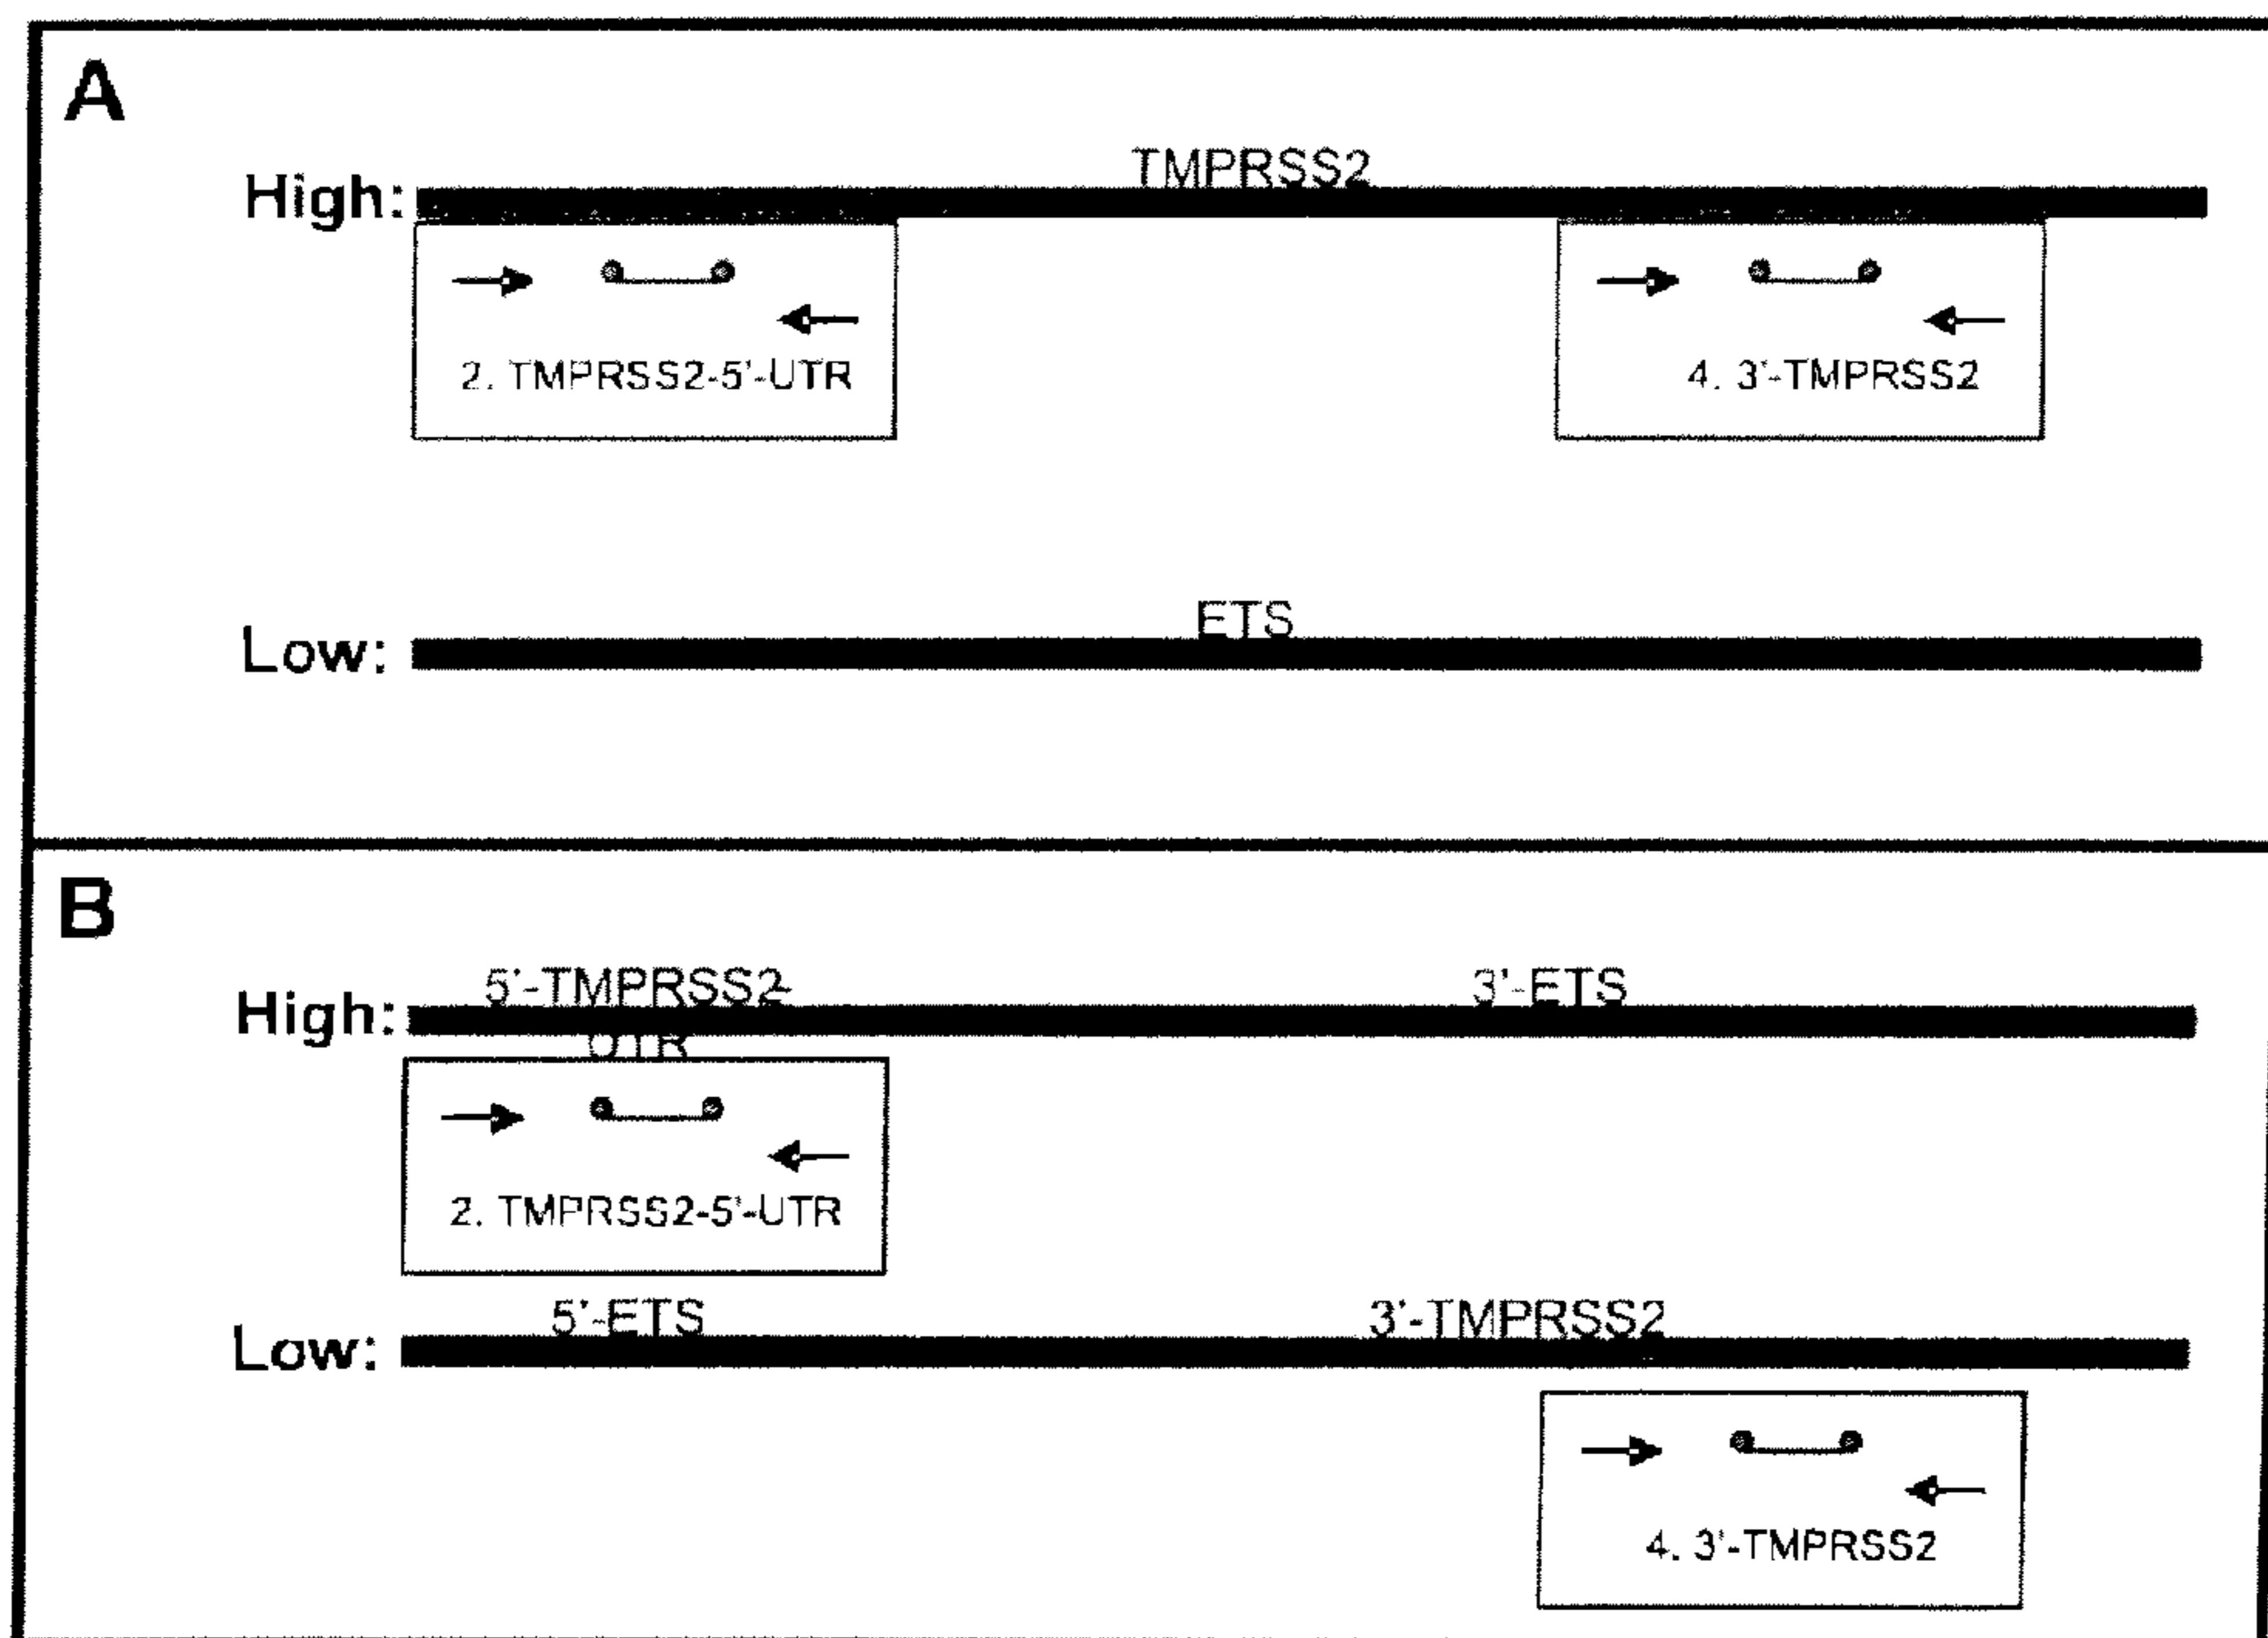 A
TMPRSS2
High:
2. TMPRSS2-5'-UTR
4. 3'-TMPRSS2
ETS
Low:
B
5'-TMPRSS2-
UTR
3'-ETS
High:
2. TMPRSS2-5'-UTR
5'-ETS
3'-TMPRSS2
Low:
4. 3'-TMPRSS2